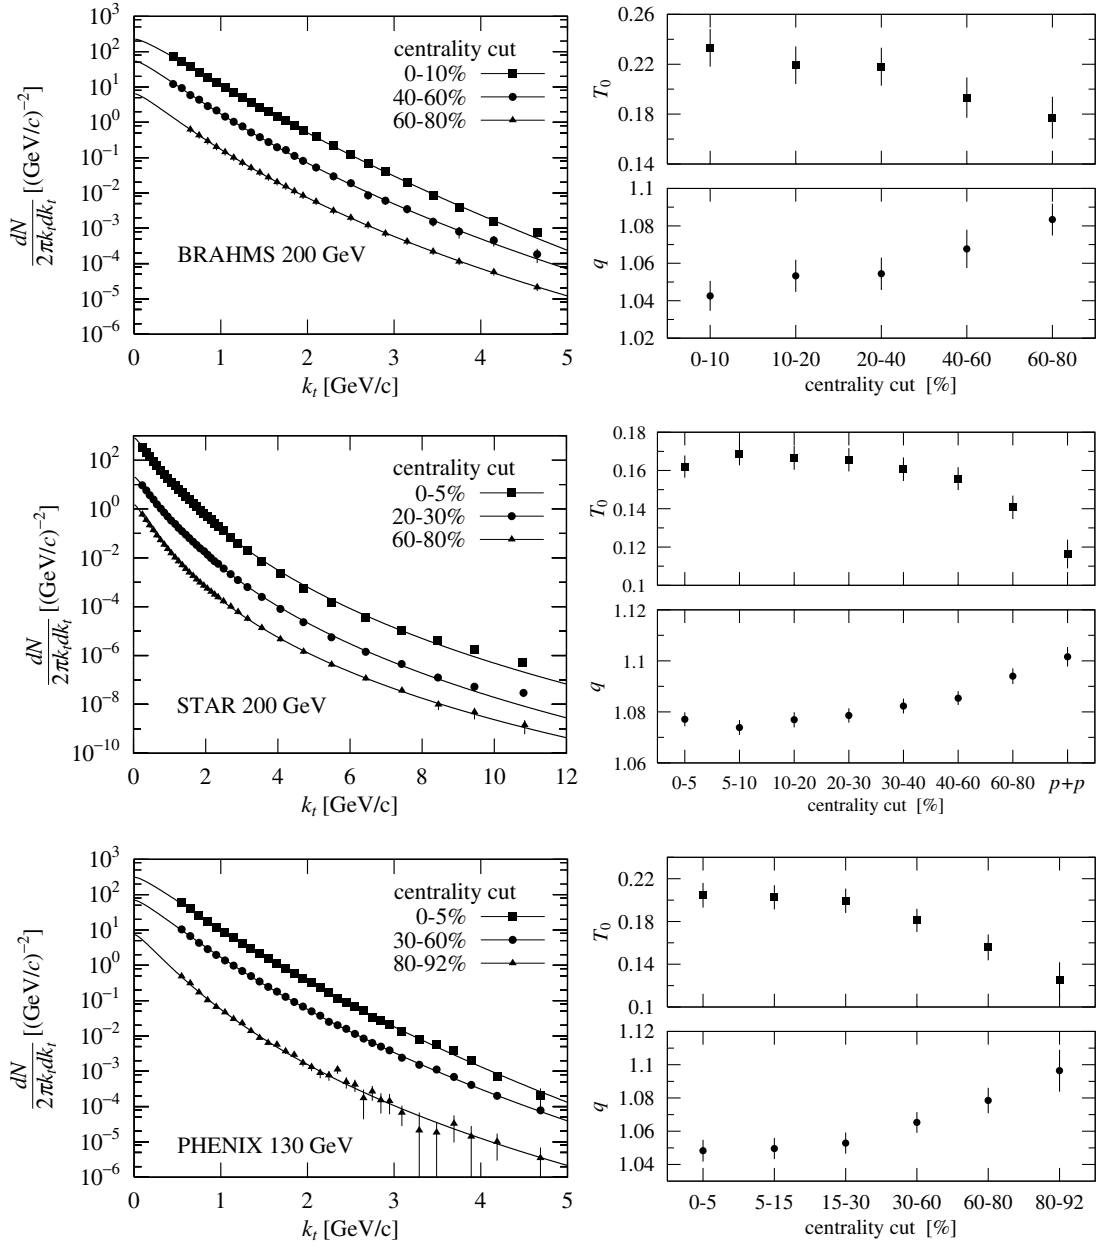 10^3
10^2
10^1
10^0
10^-1
10^-2
10^-3
10^-4
10^-5
10^-6
dN
2πk_t dk_t
[(GeV/c)^-2]
centrality cut
0-10%
40-60%
60-80%
BRAHMS 200 GeV
0 1 2 3 4 5
k_t [GeV/c]
0.26
0.22
0.18
0.14
T_0
1.1
1.08
1.06
1.04
1.02
q
0-10 10-20 20-40 40-60 60-80
centrality cut [%]
10^2
10^0
10^-2
10^-4
10^-6
10^-8
10^-10
dN
2πk_t dk_t
[(GeV/c)^-2]
centrality cut
0-5%
20-30%
60-80%
STAR 200 GeV
0 2 4 6 8 10 12
k_t [GeV/c]
0.18
0.16
0.14
0.12
0.1
T_0
1.12
1.1
1.08
1.06
q
0-5 5-10 10-20 20-30 30-40 40-60 60-80 p+p
centrality cut [%]
10^3
10^2
10^1
10^0
10^-1
10^-2
10^-3
10^-4
10^-5
10^-6
dN
2πk_t dk_t
[(GeV/c)^-2]
centrality cut
0-5%
30-60%
80-92%
PHENIX 130 GeV
0 1 2 3 4 5
k_t [GeV/c]
0.22
0.18
0.14
0.1
T_0
1.12
1.1
1.08
1.06
1.04
q
0-5 5-15 15-30 30-60 60-80 80-92
centrality cut [%]